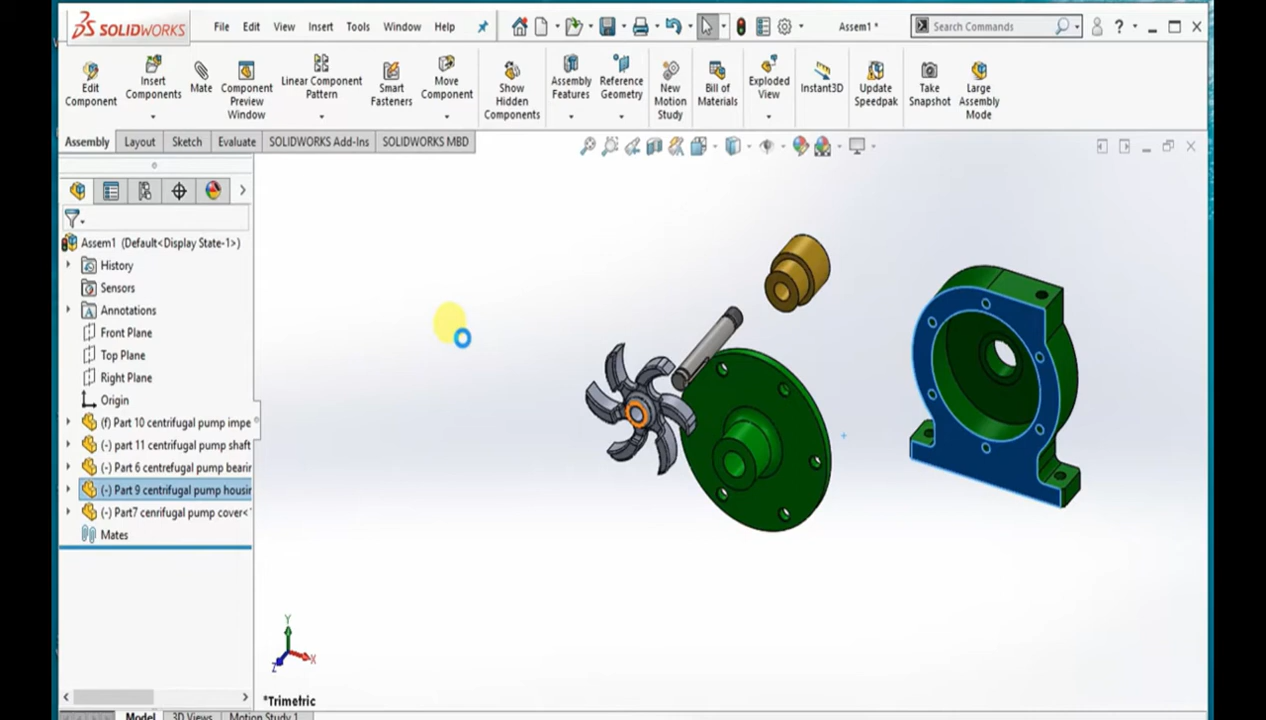 SOLIDWORKS File Edit View Insert Tools Window Help Assem1 * Search Commands ?
Edit Component
Insert Components
Mate
Component Preview Window
Linear Component Pattern
Smart Fasteners
Move Component
Show Hidden Components
Assembly Features
Reference Geometry
New Motion Study
Bill of Materials
Exploded View
Instant3D
Update Speedpak
Take Snapshot
Large Assembly Mode
Assembly Layout Sketch Evaluate SOLIDWORKS Add-Ins SOLIDWORKS MBD
Assem1 (Default<Display State-1>)
History
Sensors
Annotations
Front Plane
Top Plane
Right Plane
Origin
(f) Part 10 centrifugal pump impe
(-) part 11 centrifugal pump shaft
(-) Part 6 centrefugal pump bearin
(-) Part 9 centrifugal pump housin
(-) Part7 cenrifugal pump cover<
Mates
Y
X
Z
*Trimetric
Model 3D Views Motion Study 1